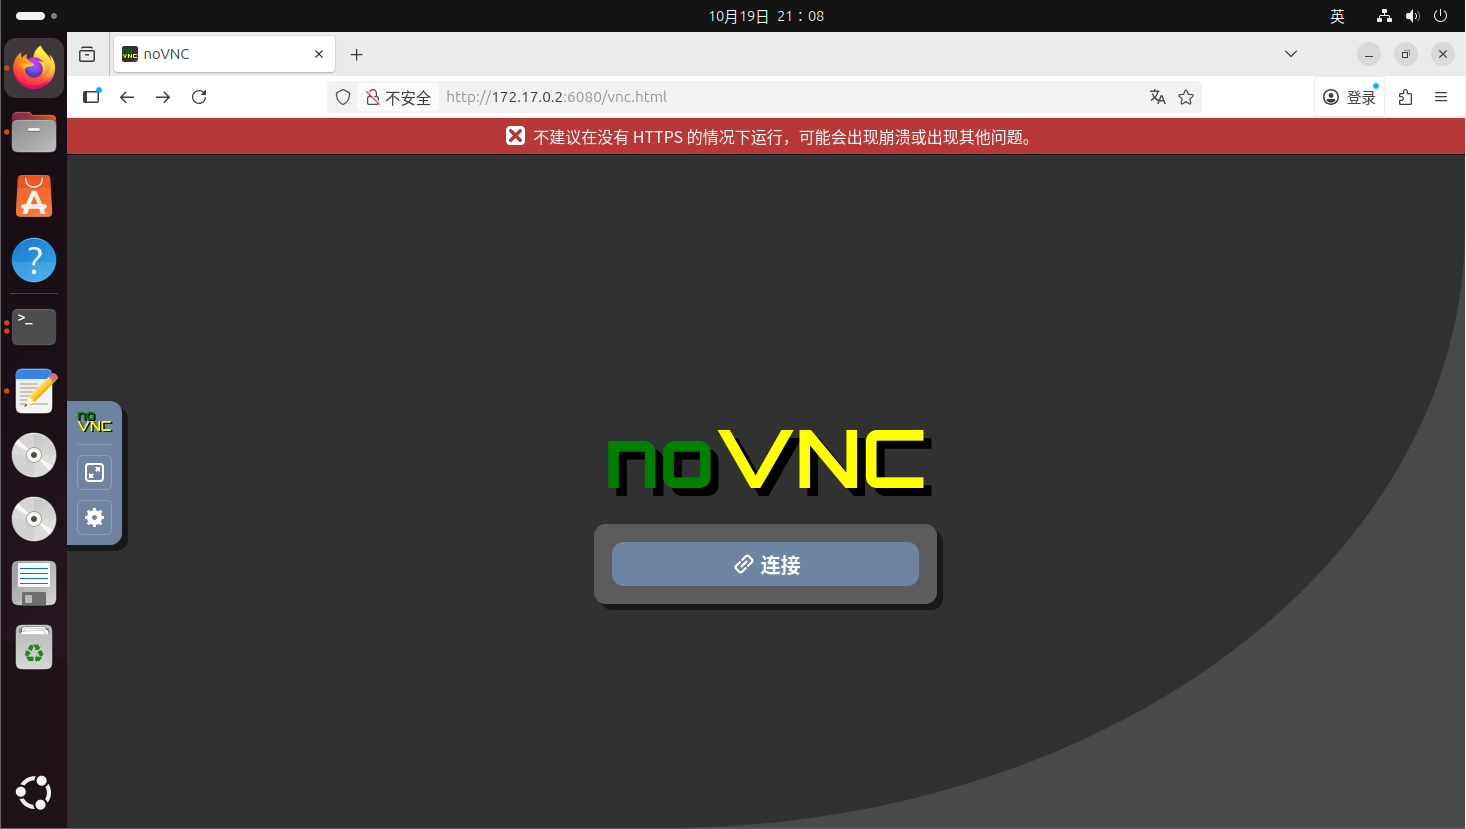 10月19日 21：08
英
noVNC
不安全
http://172.17.0.2:6080/vnc.html
登录
不建议在没有 HTTPS 的情况下运行，可能会出现崩溃或出现其他问题。
no
VNC
noVNC
连接